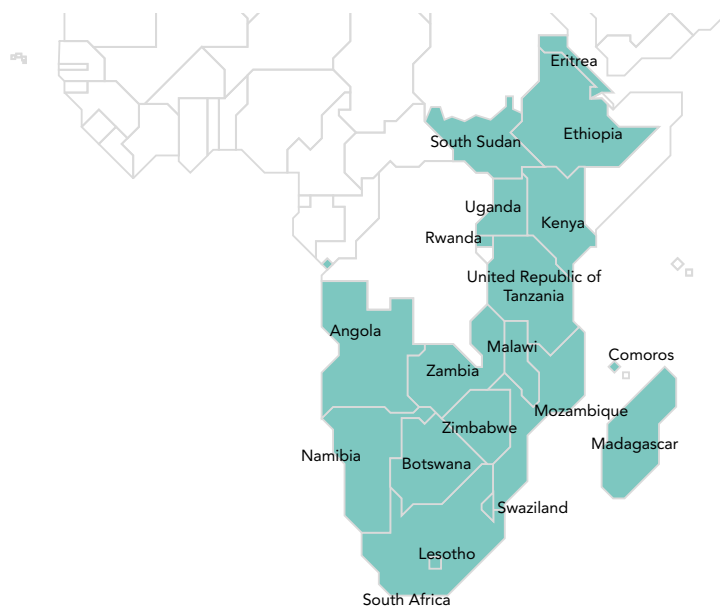 Eritrea
Ethiopia
South Sudan
Uganda
Kenya
Rwanda
United Republic of
Tanzania
Angola
Malawi
Comoros
Zambia
Mozambique
Zimbabwe
Madagascar
Namibia
Botswana
Swaziland
Lesotho
South Africa